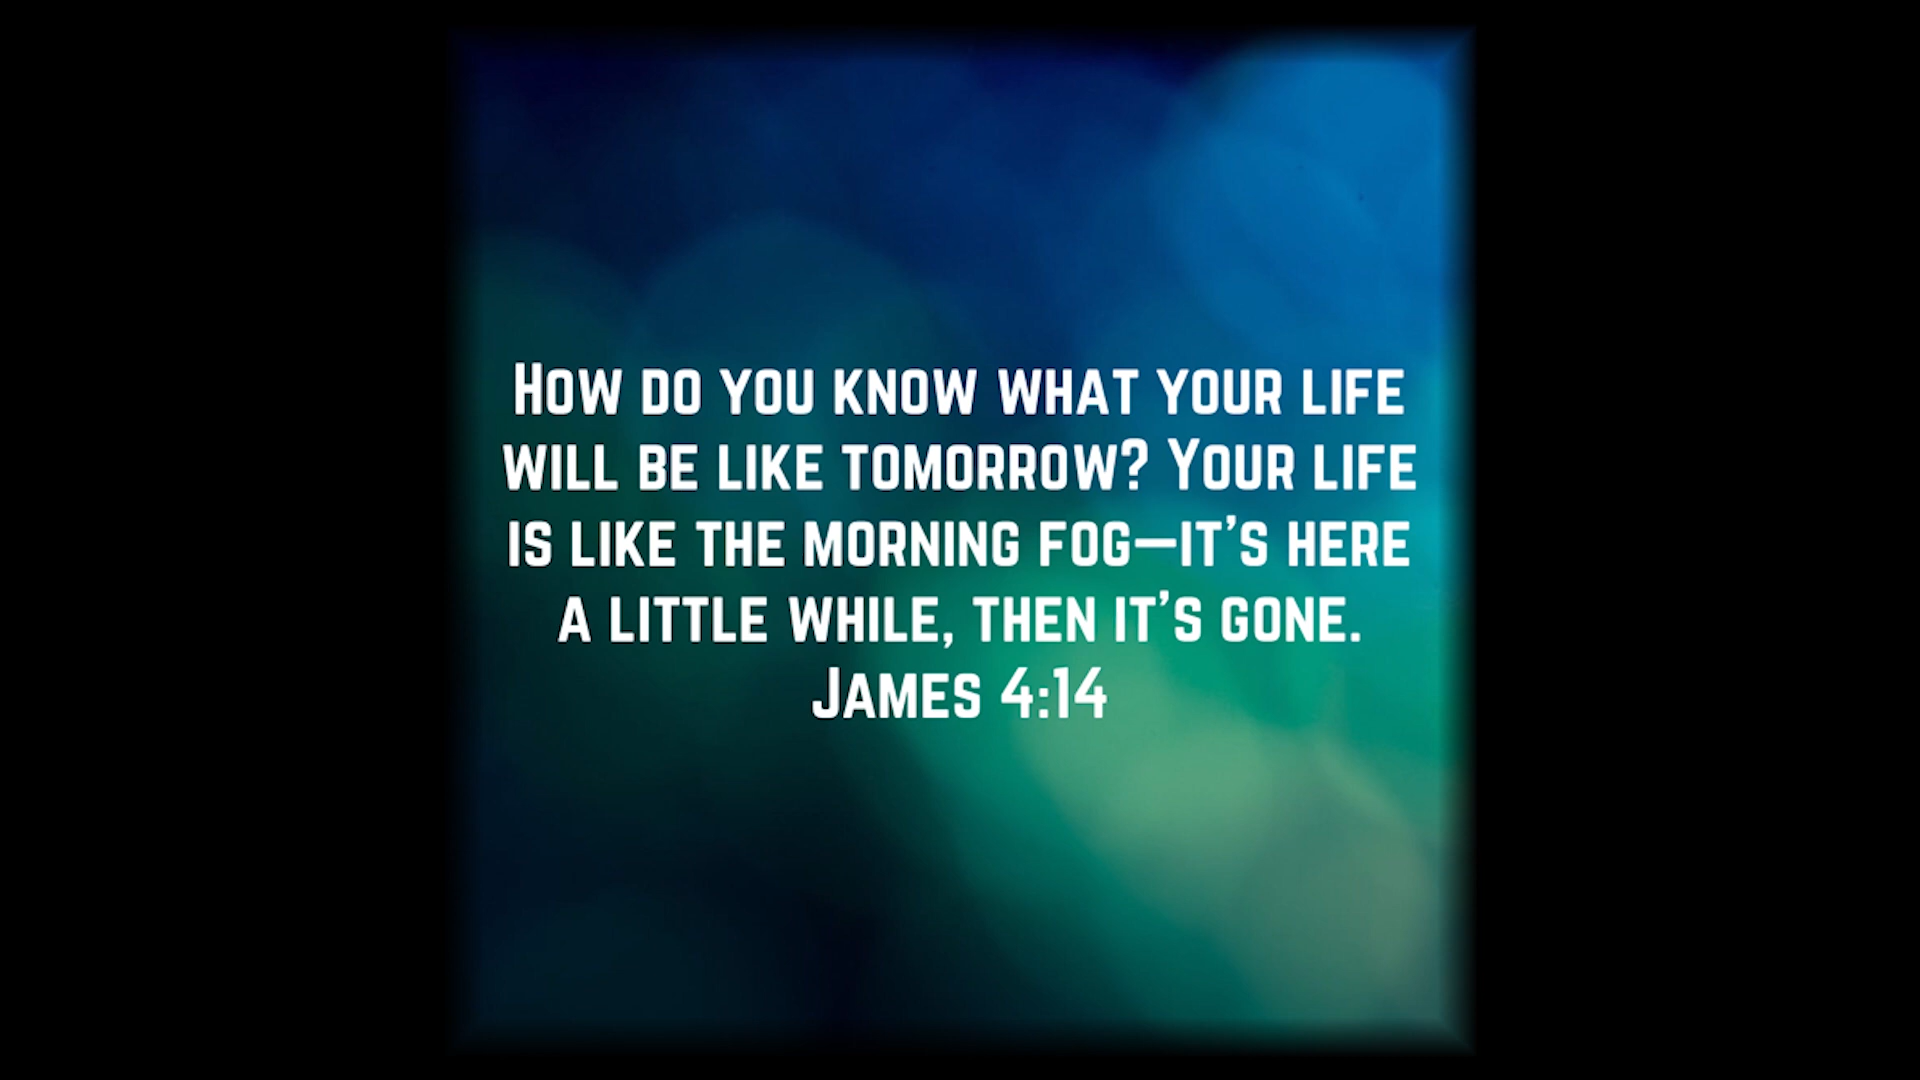 How do you know what your life
will be like tomorrow? Your life
is like the morning fog—it’s here
a little while, then it’s gone.
James 4:14